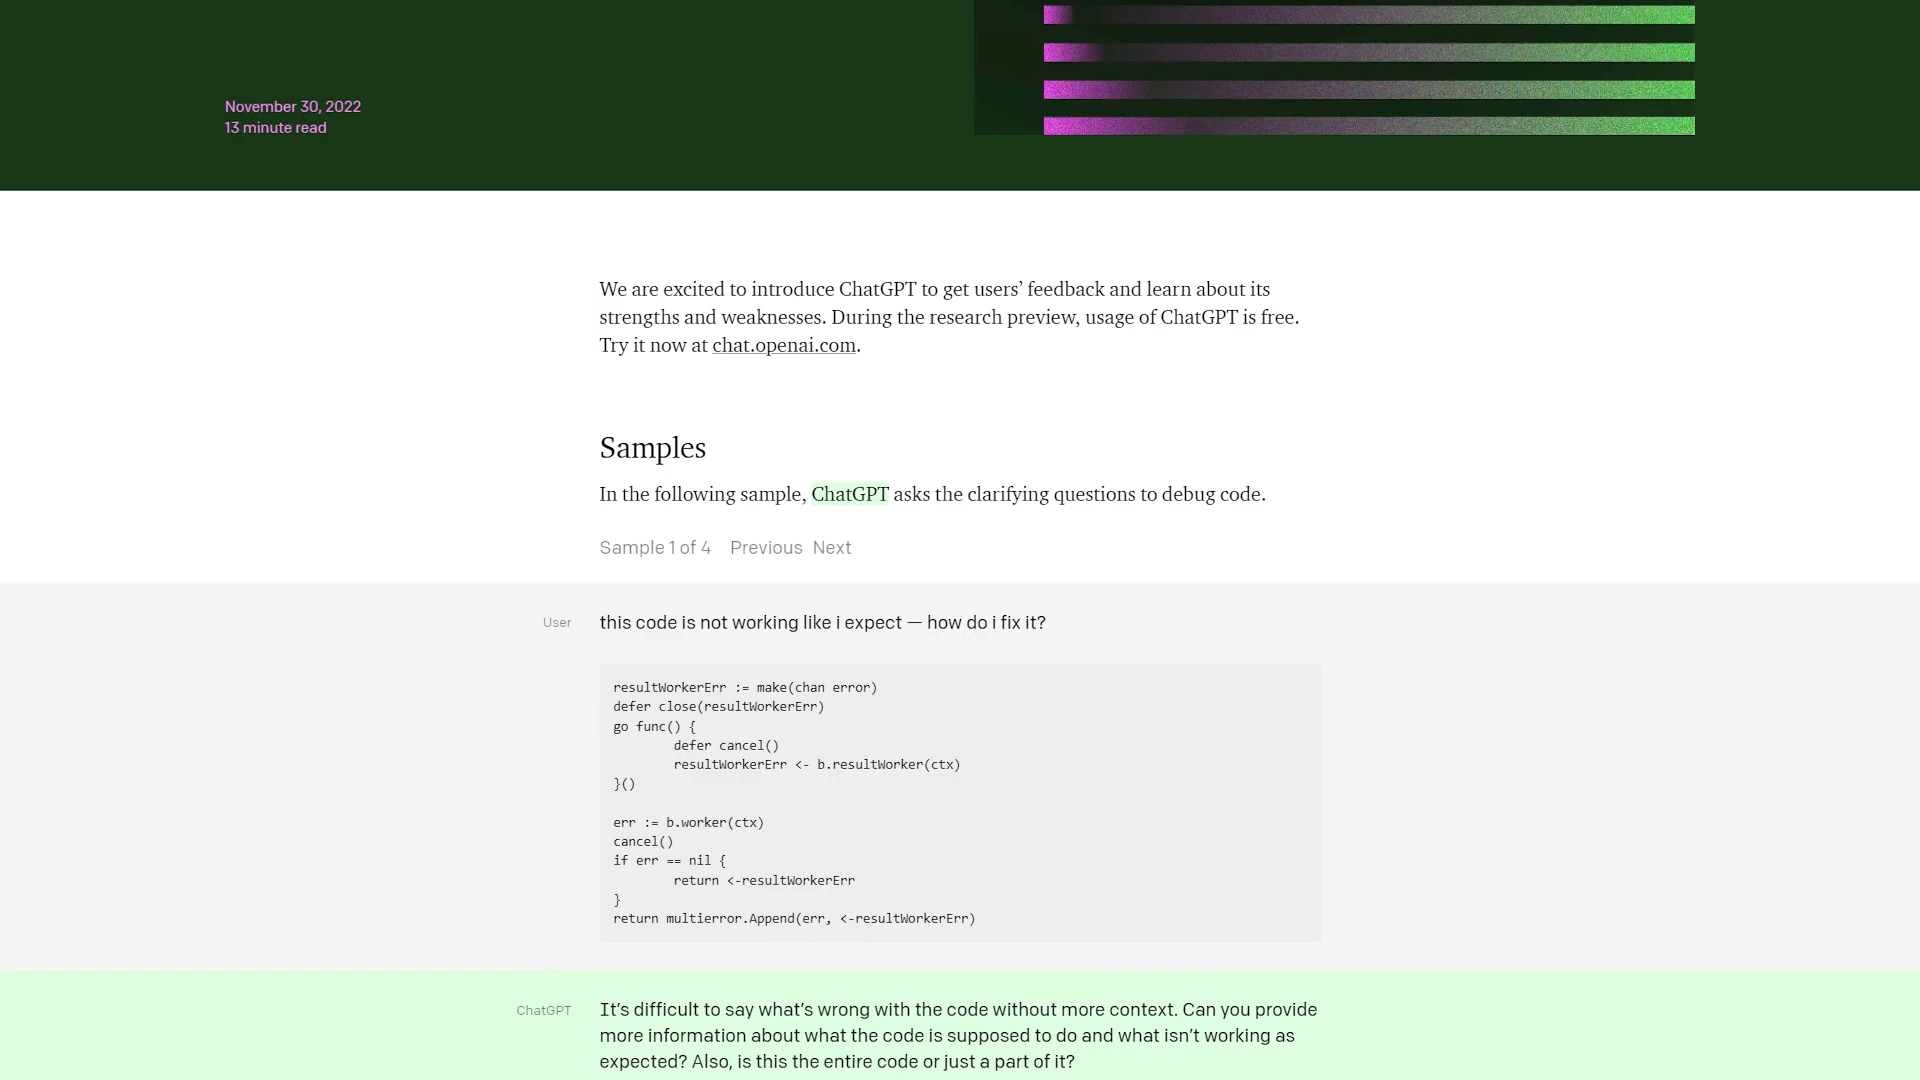 November 30, 2022
13 minute read
We are excited to introduce ChatGPT to get users’ feedback and learn about its
strengths and weaknesses. During the research preview, usage of ChatGPT is free.
Try it now at chat.openai.com.
Samples
In the following sample, ChatGPT asks the clarifying questions to debug code.
Sample 1 of 4 Previous Next
User this code is not working like i expect — how do i fix it?
resultWorkerErr := make(chan error)
defer close(resultWorkerErr)
go func() {
	defer cancel()
	resultWorkerErr <- b.resultWorker(ctx)
}()
err := b.worker(ctx)
cancel()
if err == nil {
	return <-resultWorkerErr
}
return multierror.Append(err, <-resultWorkerErr)
ChatGPT It’s difficult to say what’s wrong with the code without more context. Can you provide
more information about what the code is supposed to do and what isn’t working as
expected? Also, is this the entire code or just a part of it?